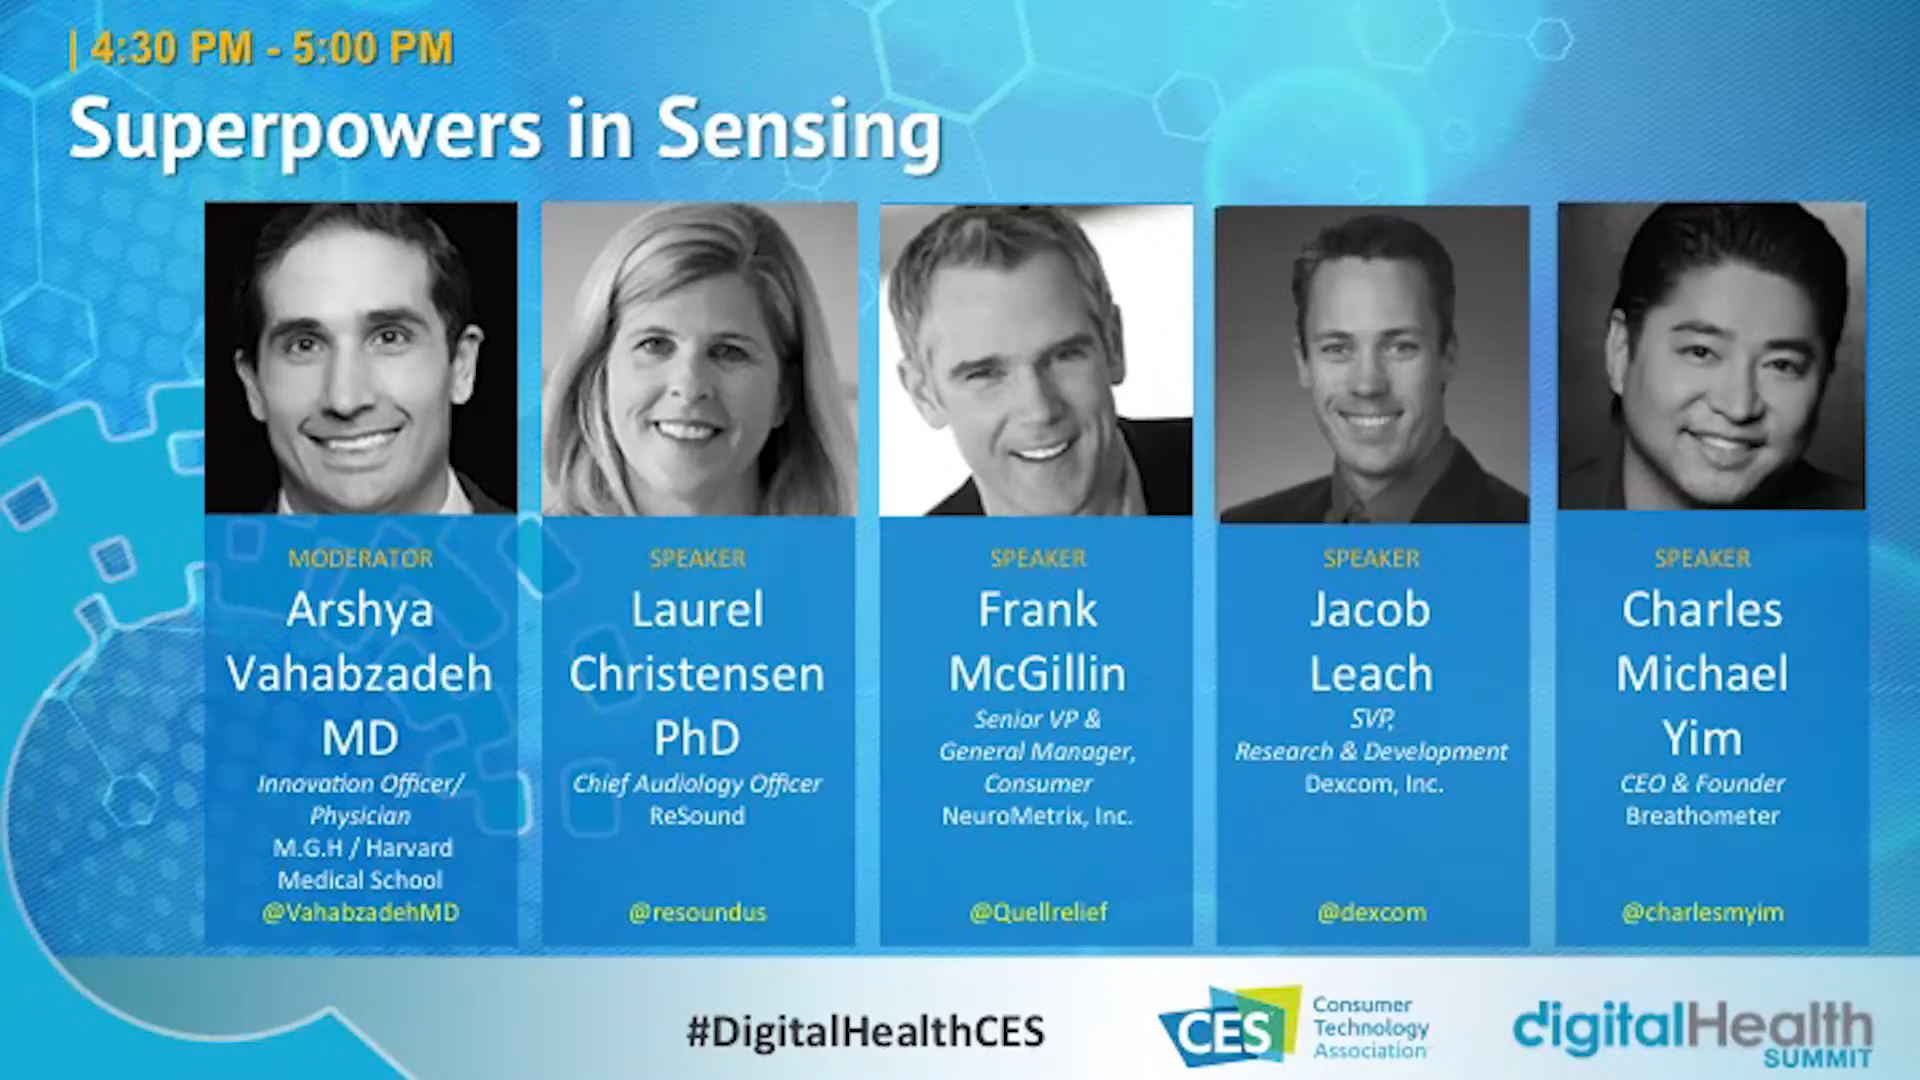 | 4:30 PM - 5:00 PM
Superpowers in Sensing
MODERATOR
Arshya
Vahabzadeh
MD
Innovation Officer/
Physician
M.G.H / Harvard
Medical School
@VahabzadehMD
SPEAKER
Laurel
Christensen
PhD
Chief Audiology Officer
ReSound
@resoundus
SPEAKER
Frank
McGillin
Senior VP &
General Manager,
Consumer
NeuroMetrix, Inc.
@Quellrelief
SPEAKER
Jacob
Leach
SVP,
Research & Development
Dexcom, Inc.
@dexcom
SPEAKER
Charles
Michael
Yim
CEO & Founder
Breathometer
@charlesmyim
#DigitalHealthCES
CES
Consumer
Technology
Association
digitalHealth
SUMMIT